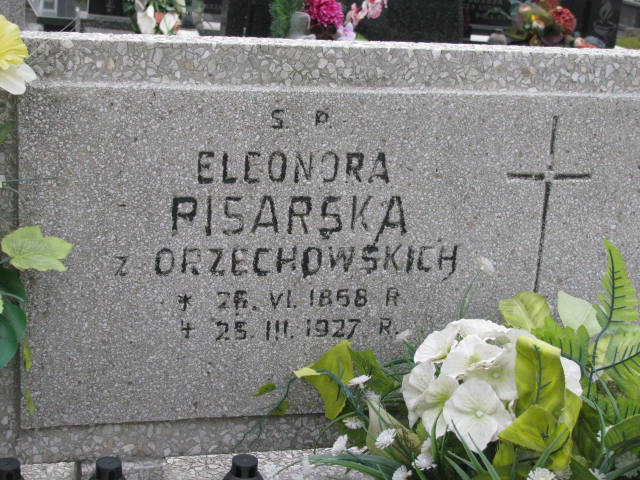 Ś. P.
ELEONORA
PISARSKA
z ORZECHOWSKICH
* 26. VI. 1868 R
+ 25. III. 1927 R.